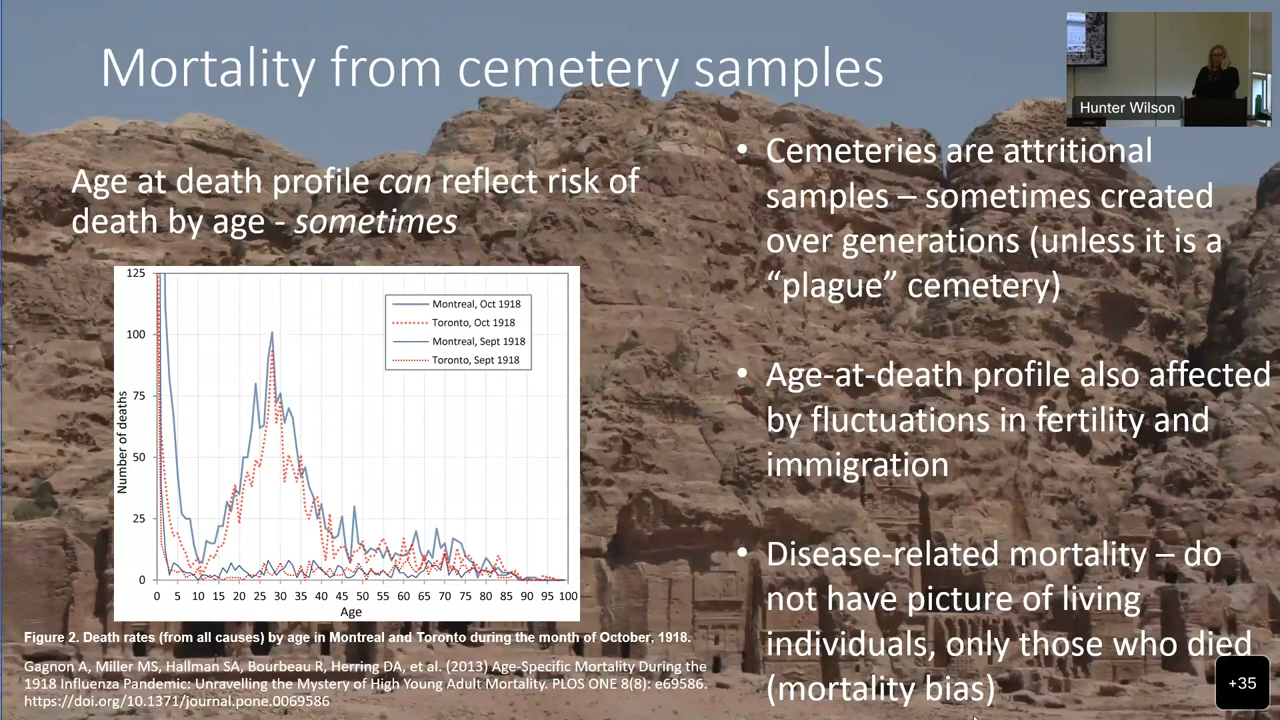 Mortality from cemetery samples
Hunter Wilson
Age at death profile can reflect risk of
death by age - sometimes
125
100
75
50
25
0
Number of deaths
Montreal, Oct 1918
Toronto, Oct 1918
Montreal, Sept 1918
Toronto, Sept 1918
0 5 10 15 20 25 30 35 40 45 50 55 60 65 70 75 80 85 90 95 100
Age
Figure 2. Death rates (from all causes) by age in Montreal and Toronto during the month of October, 1918.
Gagnon A, Miller MS, Hallman SA, Bourbeau R, Herring DA, et al. (2013) Age-Specific Mortality During the
1918 Influenza Pandemic: Unravelling the Mystery of High Young Adult Mortality. PLOS ONE 8(8): e69586.
https://doi.org/10.1371/journal.pone.0069586
• Cemeteries are attritional
samples – sometimes created
over generations (unless it is a
“plague” cemetery)
• Age-at-death profile also affected
by fluctuations in fertility and
immigration
• Disease-related mortality – do
not have picture of living
individuals, only those who died
(mortality bias)
+35